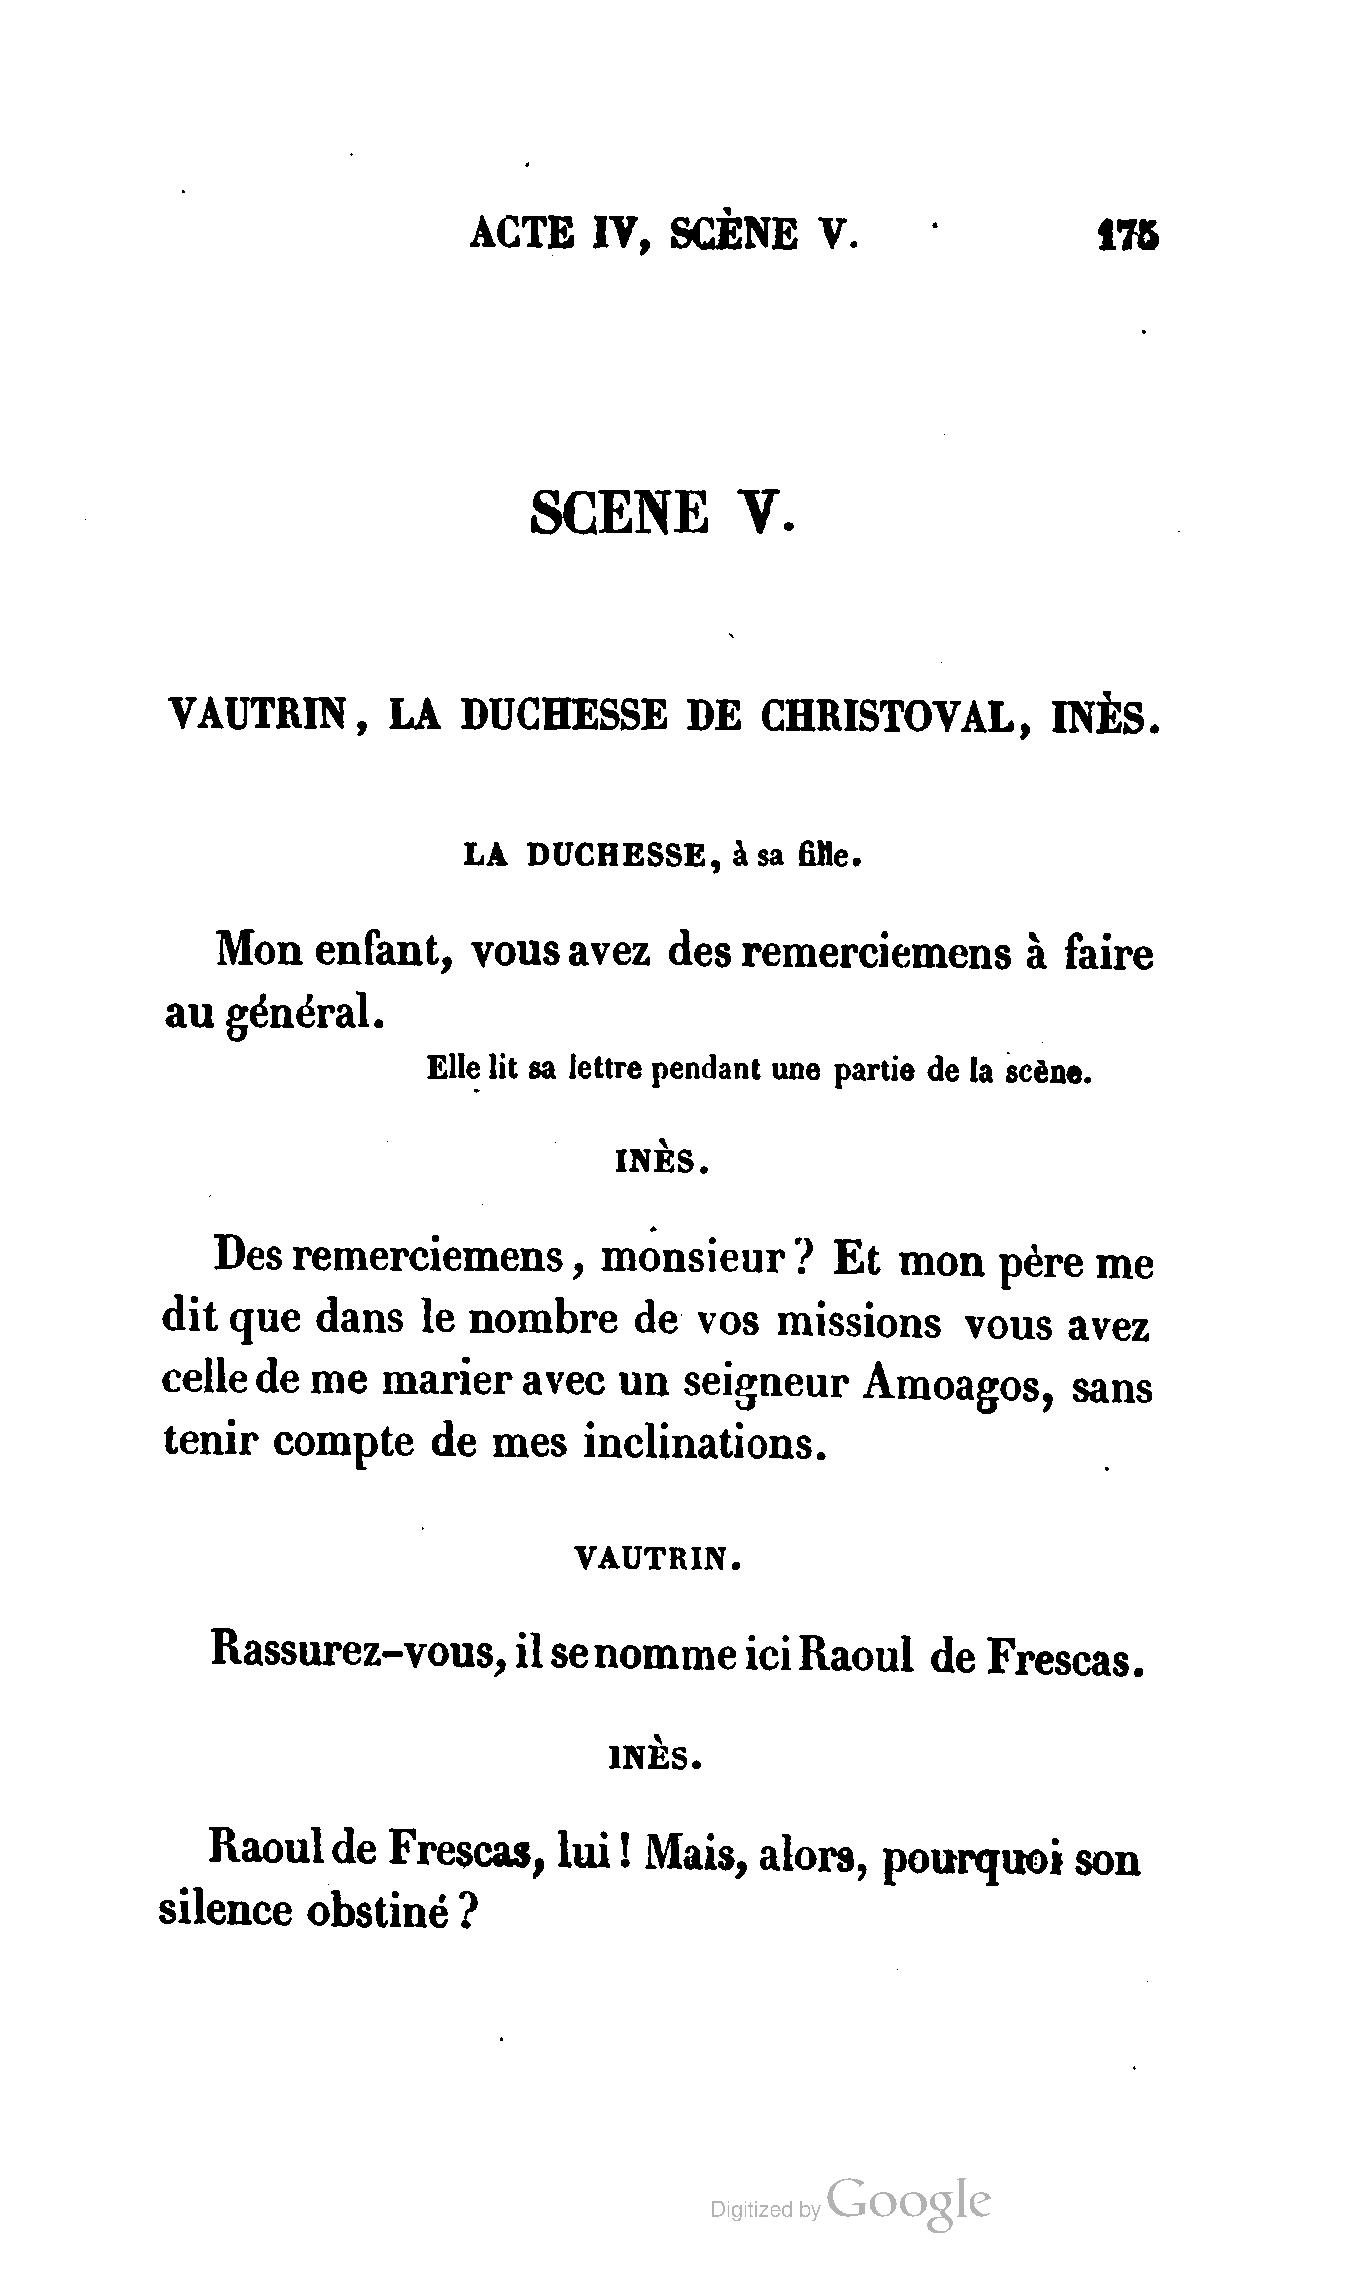 ACTE IV, SCÈNE V. 175
SCENE V.
VAUTRIN, LA DUCHESSE DE CHRISTOVAL, INÈS.
LA DUCHESSE, à sa fille.
Mon enfant, vous avez des remerciemens à faire
au général.
Elle lit sa lettre pendant une partie de la scène.
INÈS.
Des remerciemens, monsieur? Et mon père me
dit que dans le nombre de vos missions vous avez
celle de me marier avec un seigneur Amoagos, sans
tenir compte de mes inclinations.
VAUTRIN.
Rassurez-vous, il se nomme ici Raoul de Frescas.
INÈS.
Raoul de Frescas, lui! Mais, alors, pourquoi son
silence obstiné?
Digitized by Google